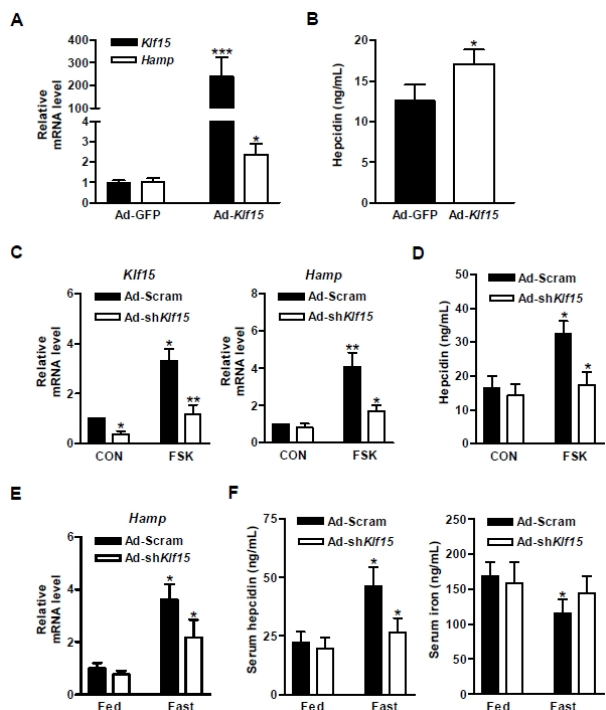 A
Klf15
Hamp
Relative
mRNA level
400
300
200
100
4
3
2
1
0
***
*
Ad-GFP
Ad-Klf15
B
Hepcidin (ng/mL)
20
15
10
5
0
*
Ad-GFP
Ad-Klf15
C
Klf15
Ad-Scram
Ad-shKlf15
Relative
mRNA level
6
4
2
0
*
*
**
CON
FSK
Hamp
Ad-Scram
Ad-shKlf15
Relative
mRNA level
6
4
2
0
**
*
CON
FSK
D
Ad-Scram
Ad-shKlf15
Hepcidin (ng/mL)
50
40
30
20
10
0
*
*
CON
FSK
E
Hamp
Ad-Scram
Ad-shKlf15
Relative
mRNA level
6
4
2
0
*
*
Fed
Fast
F
Ad-Scram
Ad-shKlf15
Serum hepcidin (ng/mL)
75
50
25
0
*
*
Fed
Fast
Ad-Scram
Ad-shKlf15
Serum iron (ng/mL)
250
200
150
100
50
0
*
Fed
Fast